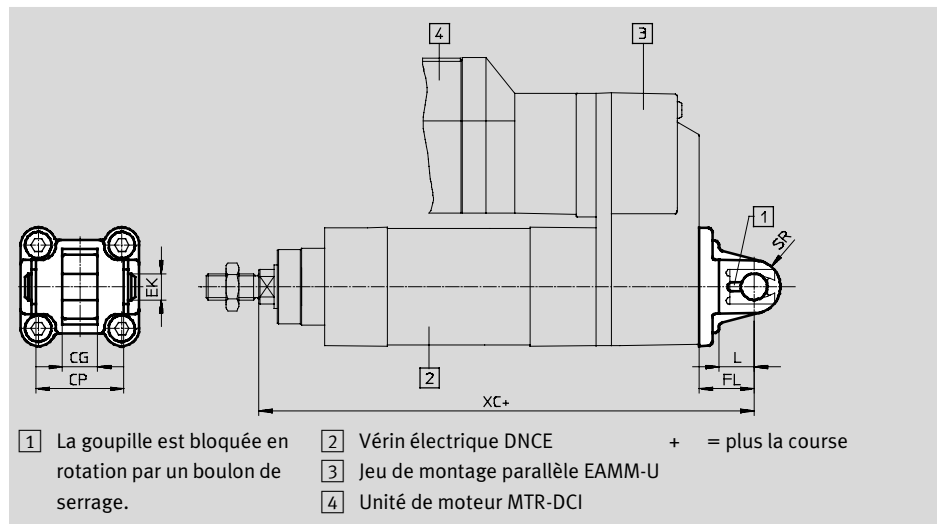 4
3
1
SR
EK
CG
CP
L
FL
2
XC+
1 La goupille est bloquée en
rotation par un boulon de
serrage.
2 Vérin électrique DNCE
3 Jeu de montage parallèle EAMM-U
4 Unité de moteur MTR-DCI
+ = plus la course